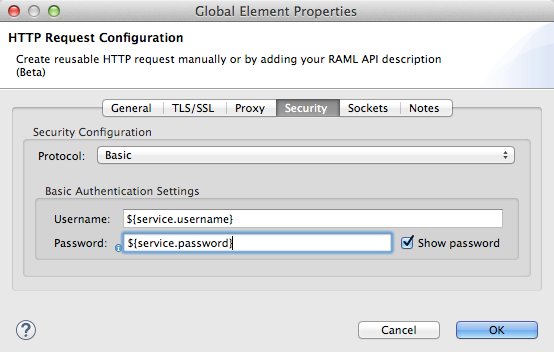 Global Element Properties
HTTP Request Configuration
Create reusable HTTP request manually or by adding your RAML API description
(Beta)
General TLS/SSL Proxy Security Sockets Notes
Security Configuration
Protocol: Basic
Basic Authentication Settings
Username: ${service.username}
Password: i ${service.password} Show password
? Cancel OK